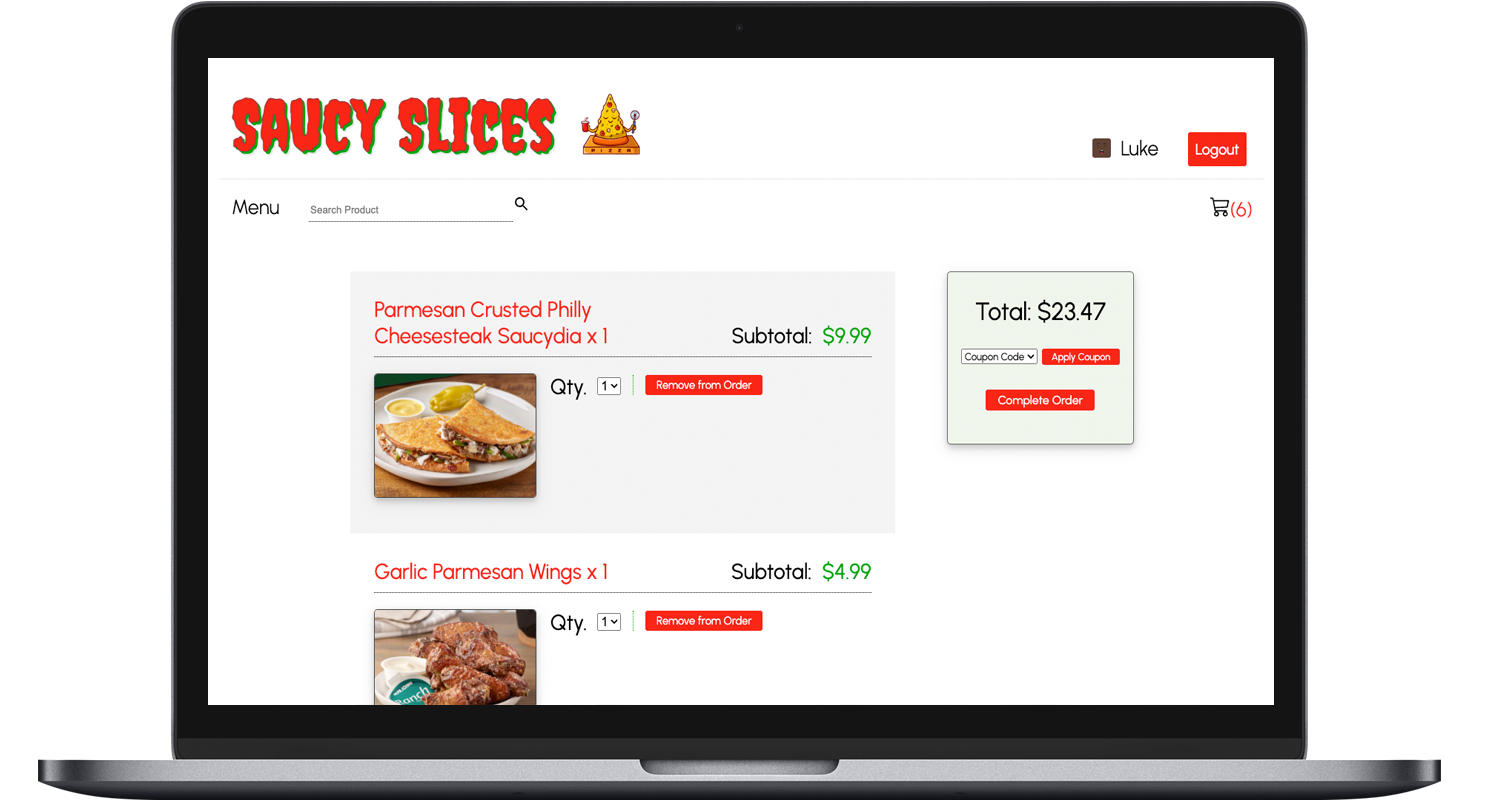 SAUCY SLICES
PIZZA
Luke
Logout
Menu
Search Product
(6)
Parmesan Crusted Philly
Cheesesteak Saucydia x 1
Subtotal: $9.99
Qty. 1
Remove from Order
Total: $23.47
Coupon Code
Apply Coupon
Complete Order
Garlic Parmesan Wings x 1
Subtotal: $4.99
Qty. 1
Remove from Order
Ranch